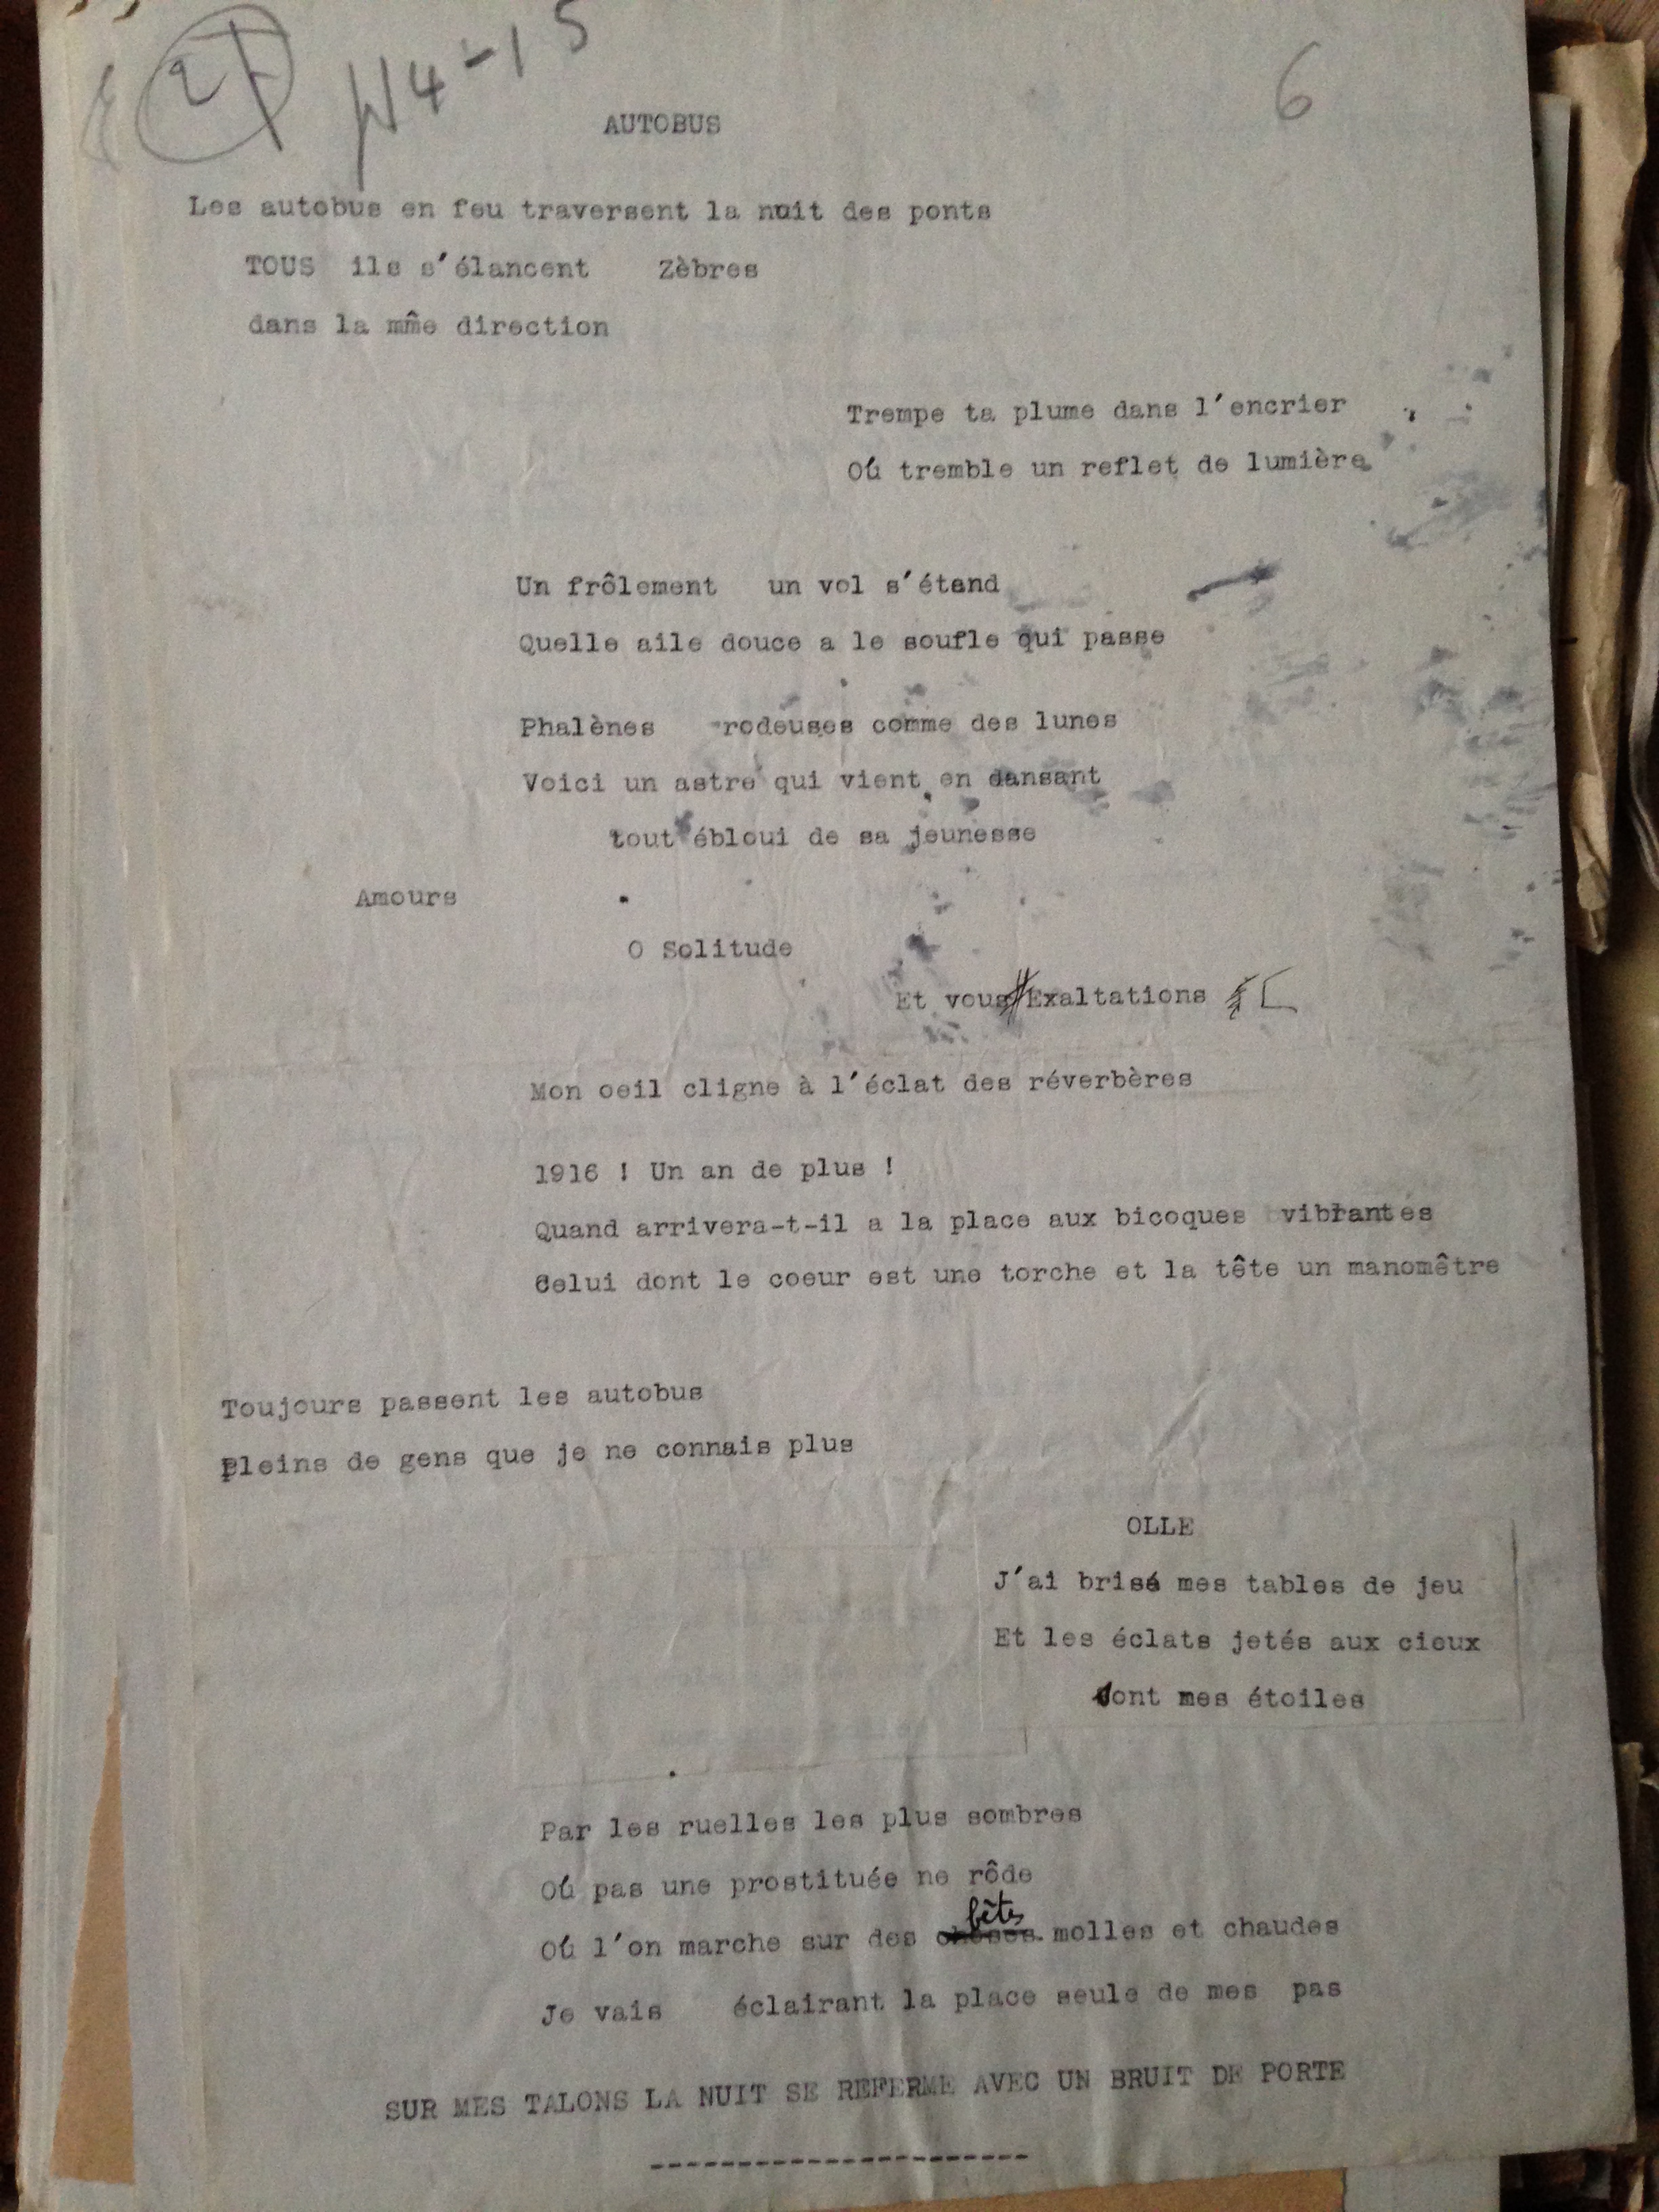 6
14-15
AUTOBUS
Les autobus en feu traversent la nuit des ponts
TOUS ils s'élancent Zèbres
dans la mme direction
Trempe ta plume dans l'encrier
Où tremble un reflet de lumière
Un frôlement un vol s'étand
Quelle aile douce a le soufle qui passe
Phalènes rodeuses comme des lunes
Voici un astre qui vient en dansant
tout ébloui de sa jeunesse
Amours
O Solitude
Et vous Exaltations
Mon oeil cligne à l'éclat des réverbères
1916 ! Un an de plus !
Quand arrivera-t-il a la place aux bicoques vibrantes
Celui dont le coeur est une torche et la tête un manomètre
Toujours passent les autobus
Pleins de gens que je ne connais plus
OLLE
J'ai brisé mes tables de jeu
Et les éclats jetés aux cieux
dont mes étoiles
Par les ruelles les plus sombres
Où pas une prostituée ne rôde
Où l'on marche sur des choses molles et chaudes
Je vais éclairant la place seule de mes pas
SUR MES TALONS LA NUIT SE REFERME AVEC UN BRUIT DE PORTE
----------------------